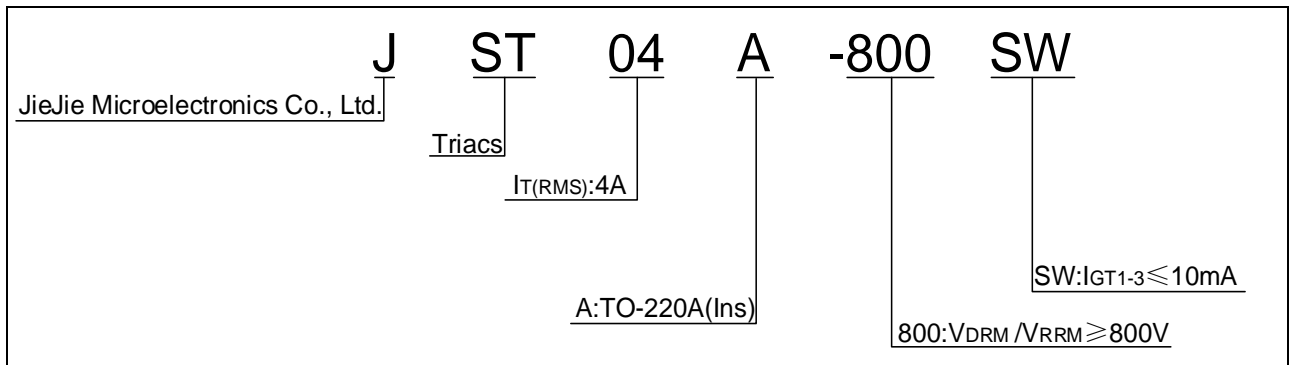 J ST 04 A -800 SW
JieJie Microelectronics Co., Ltd.
Triacs
IT(RMS):4A
SW:IGT1-3≤10mA
A:TO-220A(Ins)
800:VDRM /VRRM≥800V